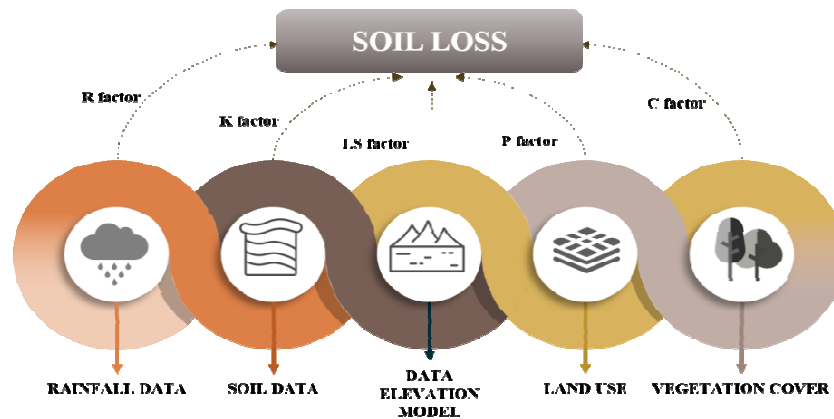 SOIL LOSS
R factor
K factor
LS factor
P factor
C factor
RAINFALL DATA
SOIL DATA
DATA
ELEVATION
MODEL
LAND USE
VEGETATION COVER